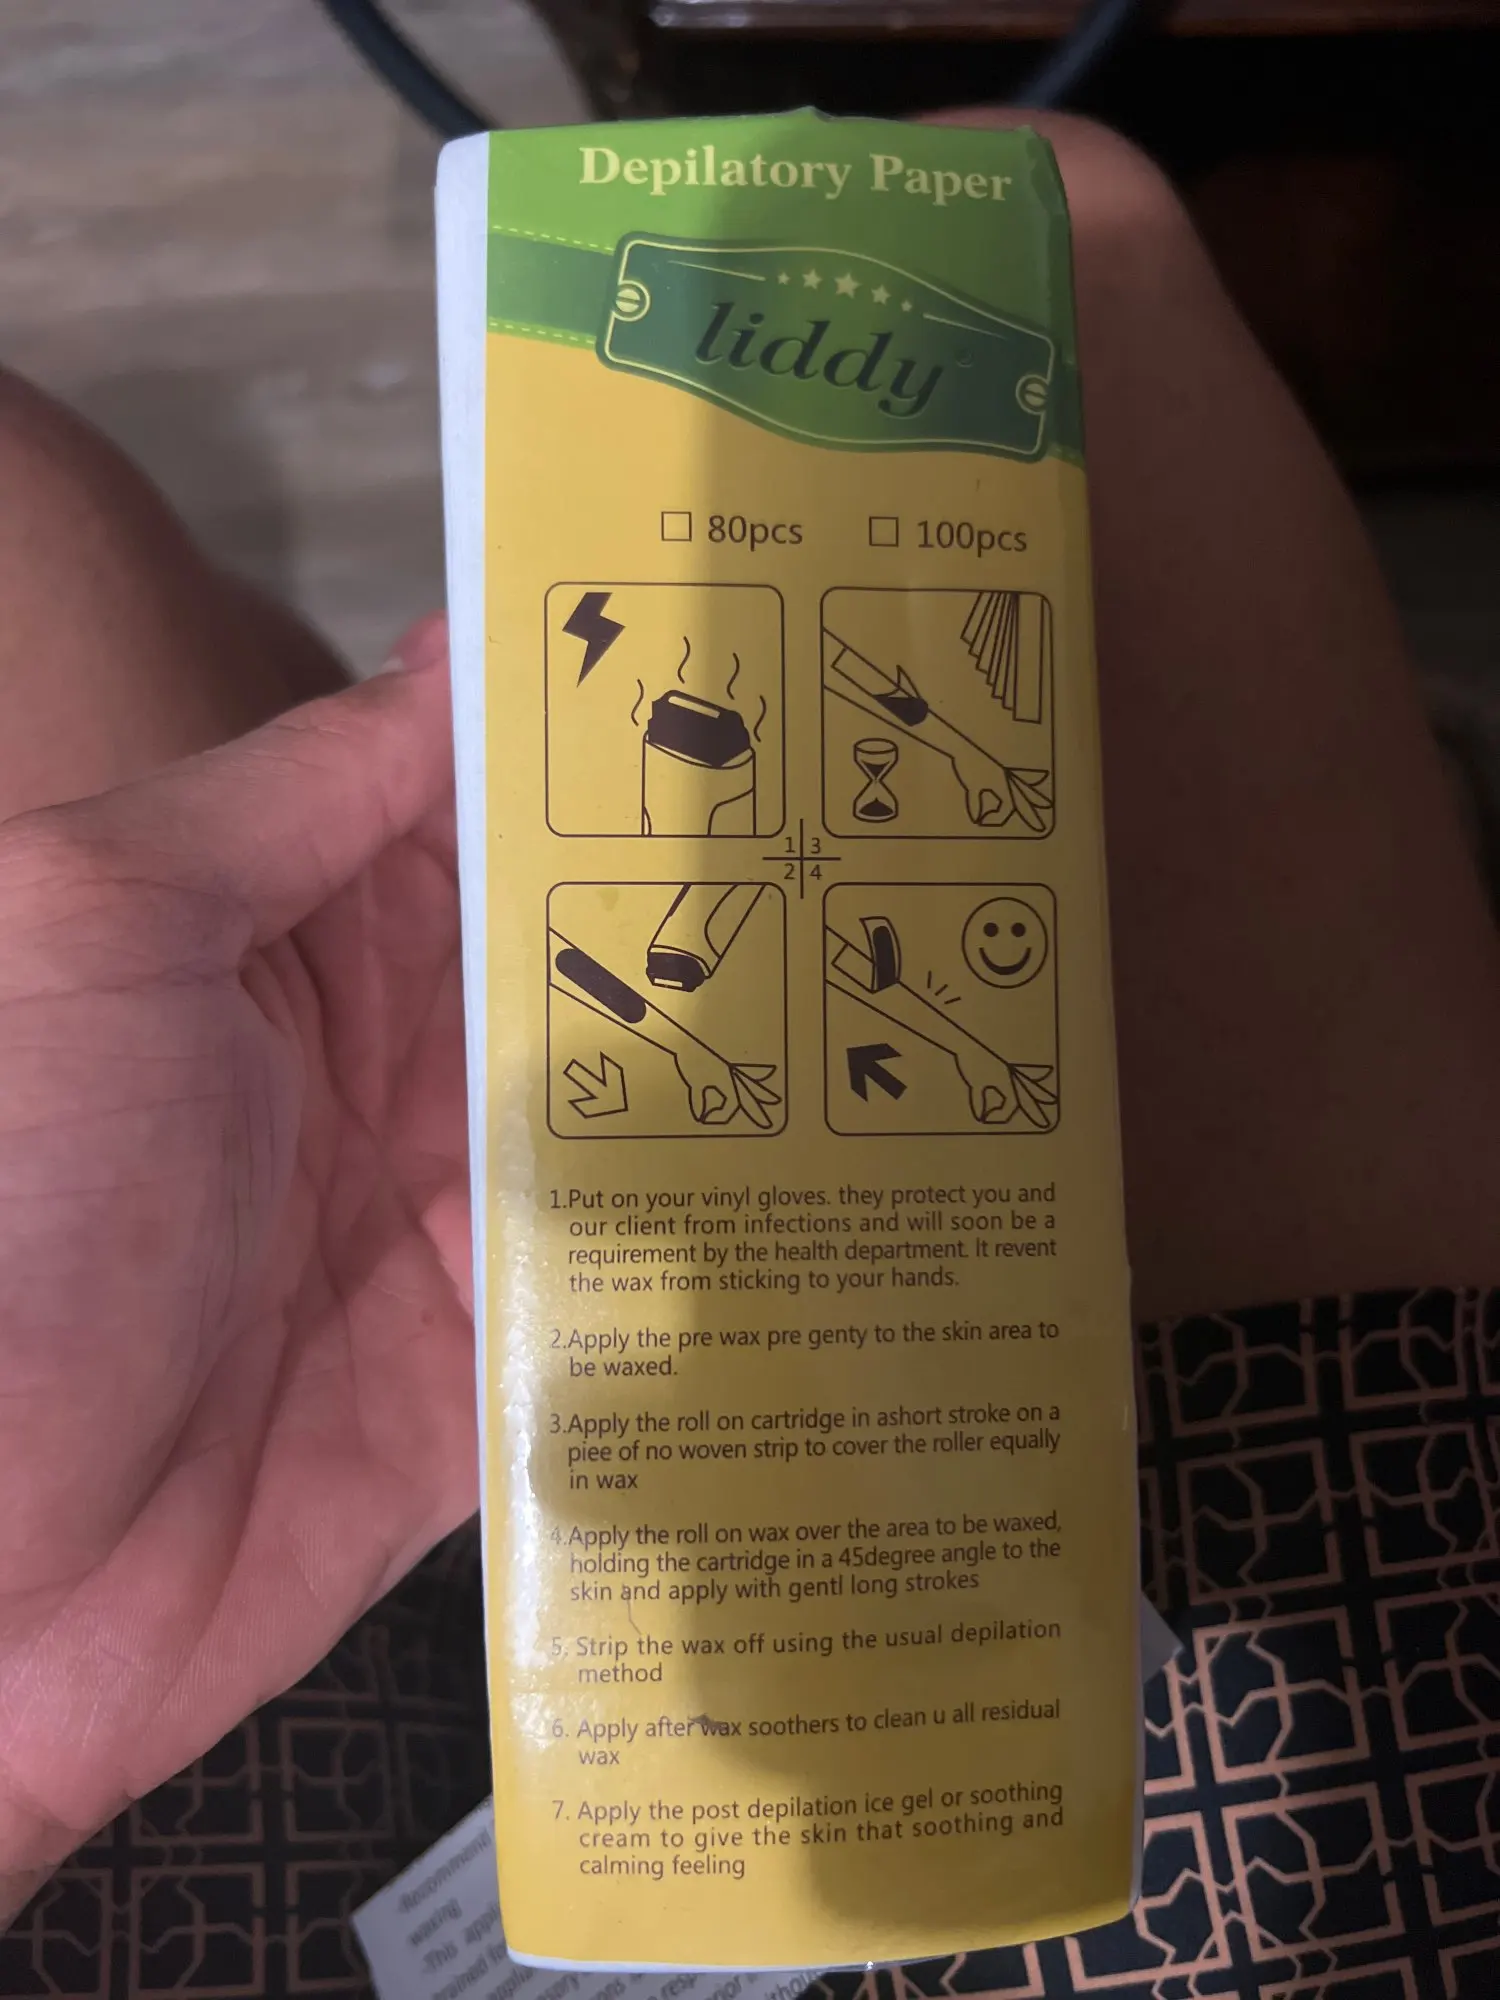 Depilatory Paper
liddy
80pcs 100pcs
1 3
2 4
1.Put on your vinyl gloves. they protect you and
our client from infections and will soon be a
requirement by the health department. It revent
the wax from sticking to your hands.
2.Apply the pre wax pre genty to the skin area to
be waxed.
3.Apply the roll on cartridge in ashort stroke on a
piee of no woven strip to cover the roller equally
in wax
4.Apply the roll on wax over the area to be waxed,
holding the cartridge in a 45degree angle to the
skin and apply with gentl long strokes
5. Strip the wax off using the usual depilation
method
6. Apply after wax soothers to clean u all residual
wax
7. Apply the post depilation ice gel or soothing
cream to give the skin that soothing and
calming feeling
-Recommend
waxing
-This